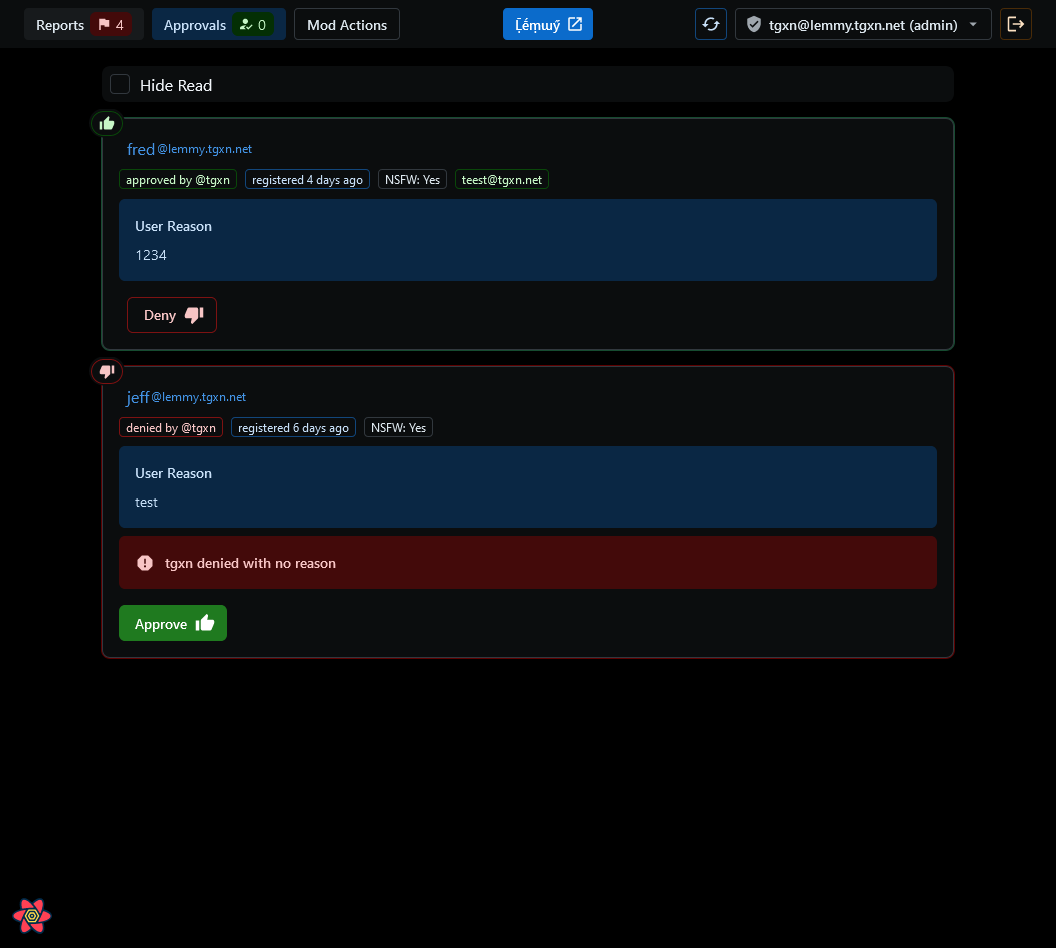 Reports 4 Approvals 0 Mod Actions Ļéṃɯý tgxn@lemmy.tgxn.net (admin)
Hide Read
fred@lemmy.tgxn.net
approved by @tgxn registered 4 days ago NSFW: Yes teest@tgxn.net
User Reason
1234
Deny
jeff@lemmy.tgxn.net
denied by @tgxn registered 6 days ago NSFW: Yes
User Reason
test
tgxn denied with no reason
Approve